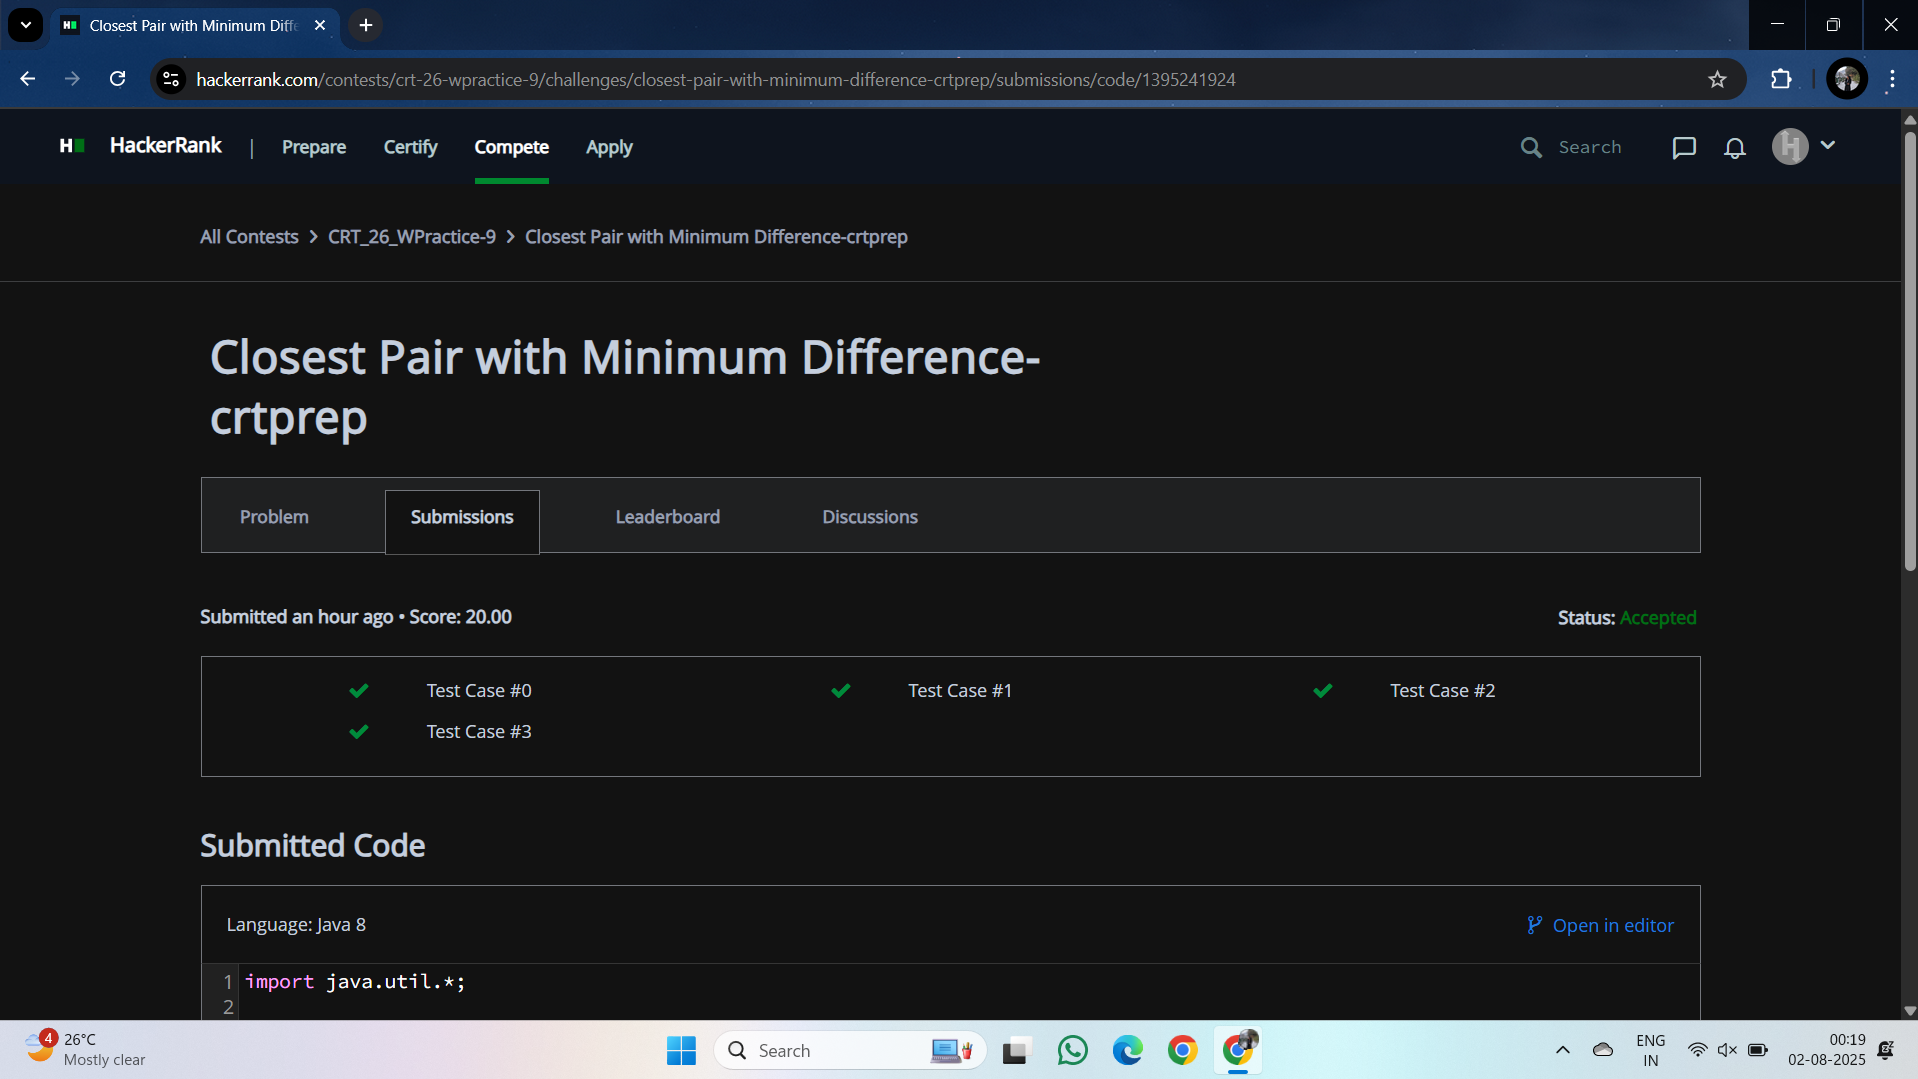 Closest Pair with Minimum Diffe
hackerrank.com/contests/crt-26-wpractice-9/challenges/closest-pair-with-minimum-difference-crtprep/submissions/code/1395241924
H HackerRank | Prepare Certify Compete Apply Search H
All Contests > CRT_26_WPractice-9 > Closest Pair with Minimum Difference-crtprep
Closest Pair with Minimum Difference-
crtprep
Problem Submissions Leaderboard Discussions
Submitted an hour ago • Score: 20.00 Status: Accepted
Test Case #0 Test Case #1 Test Case #2
Test Case #3
Submitted Code
Language: Java 8 Open in editor
1 import java.util.*;
2
4 26°C
Mostly clear
Search
ENG
IN
00:19
02-08-2025